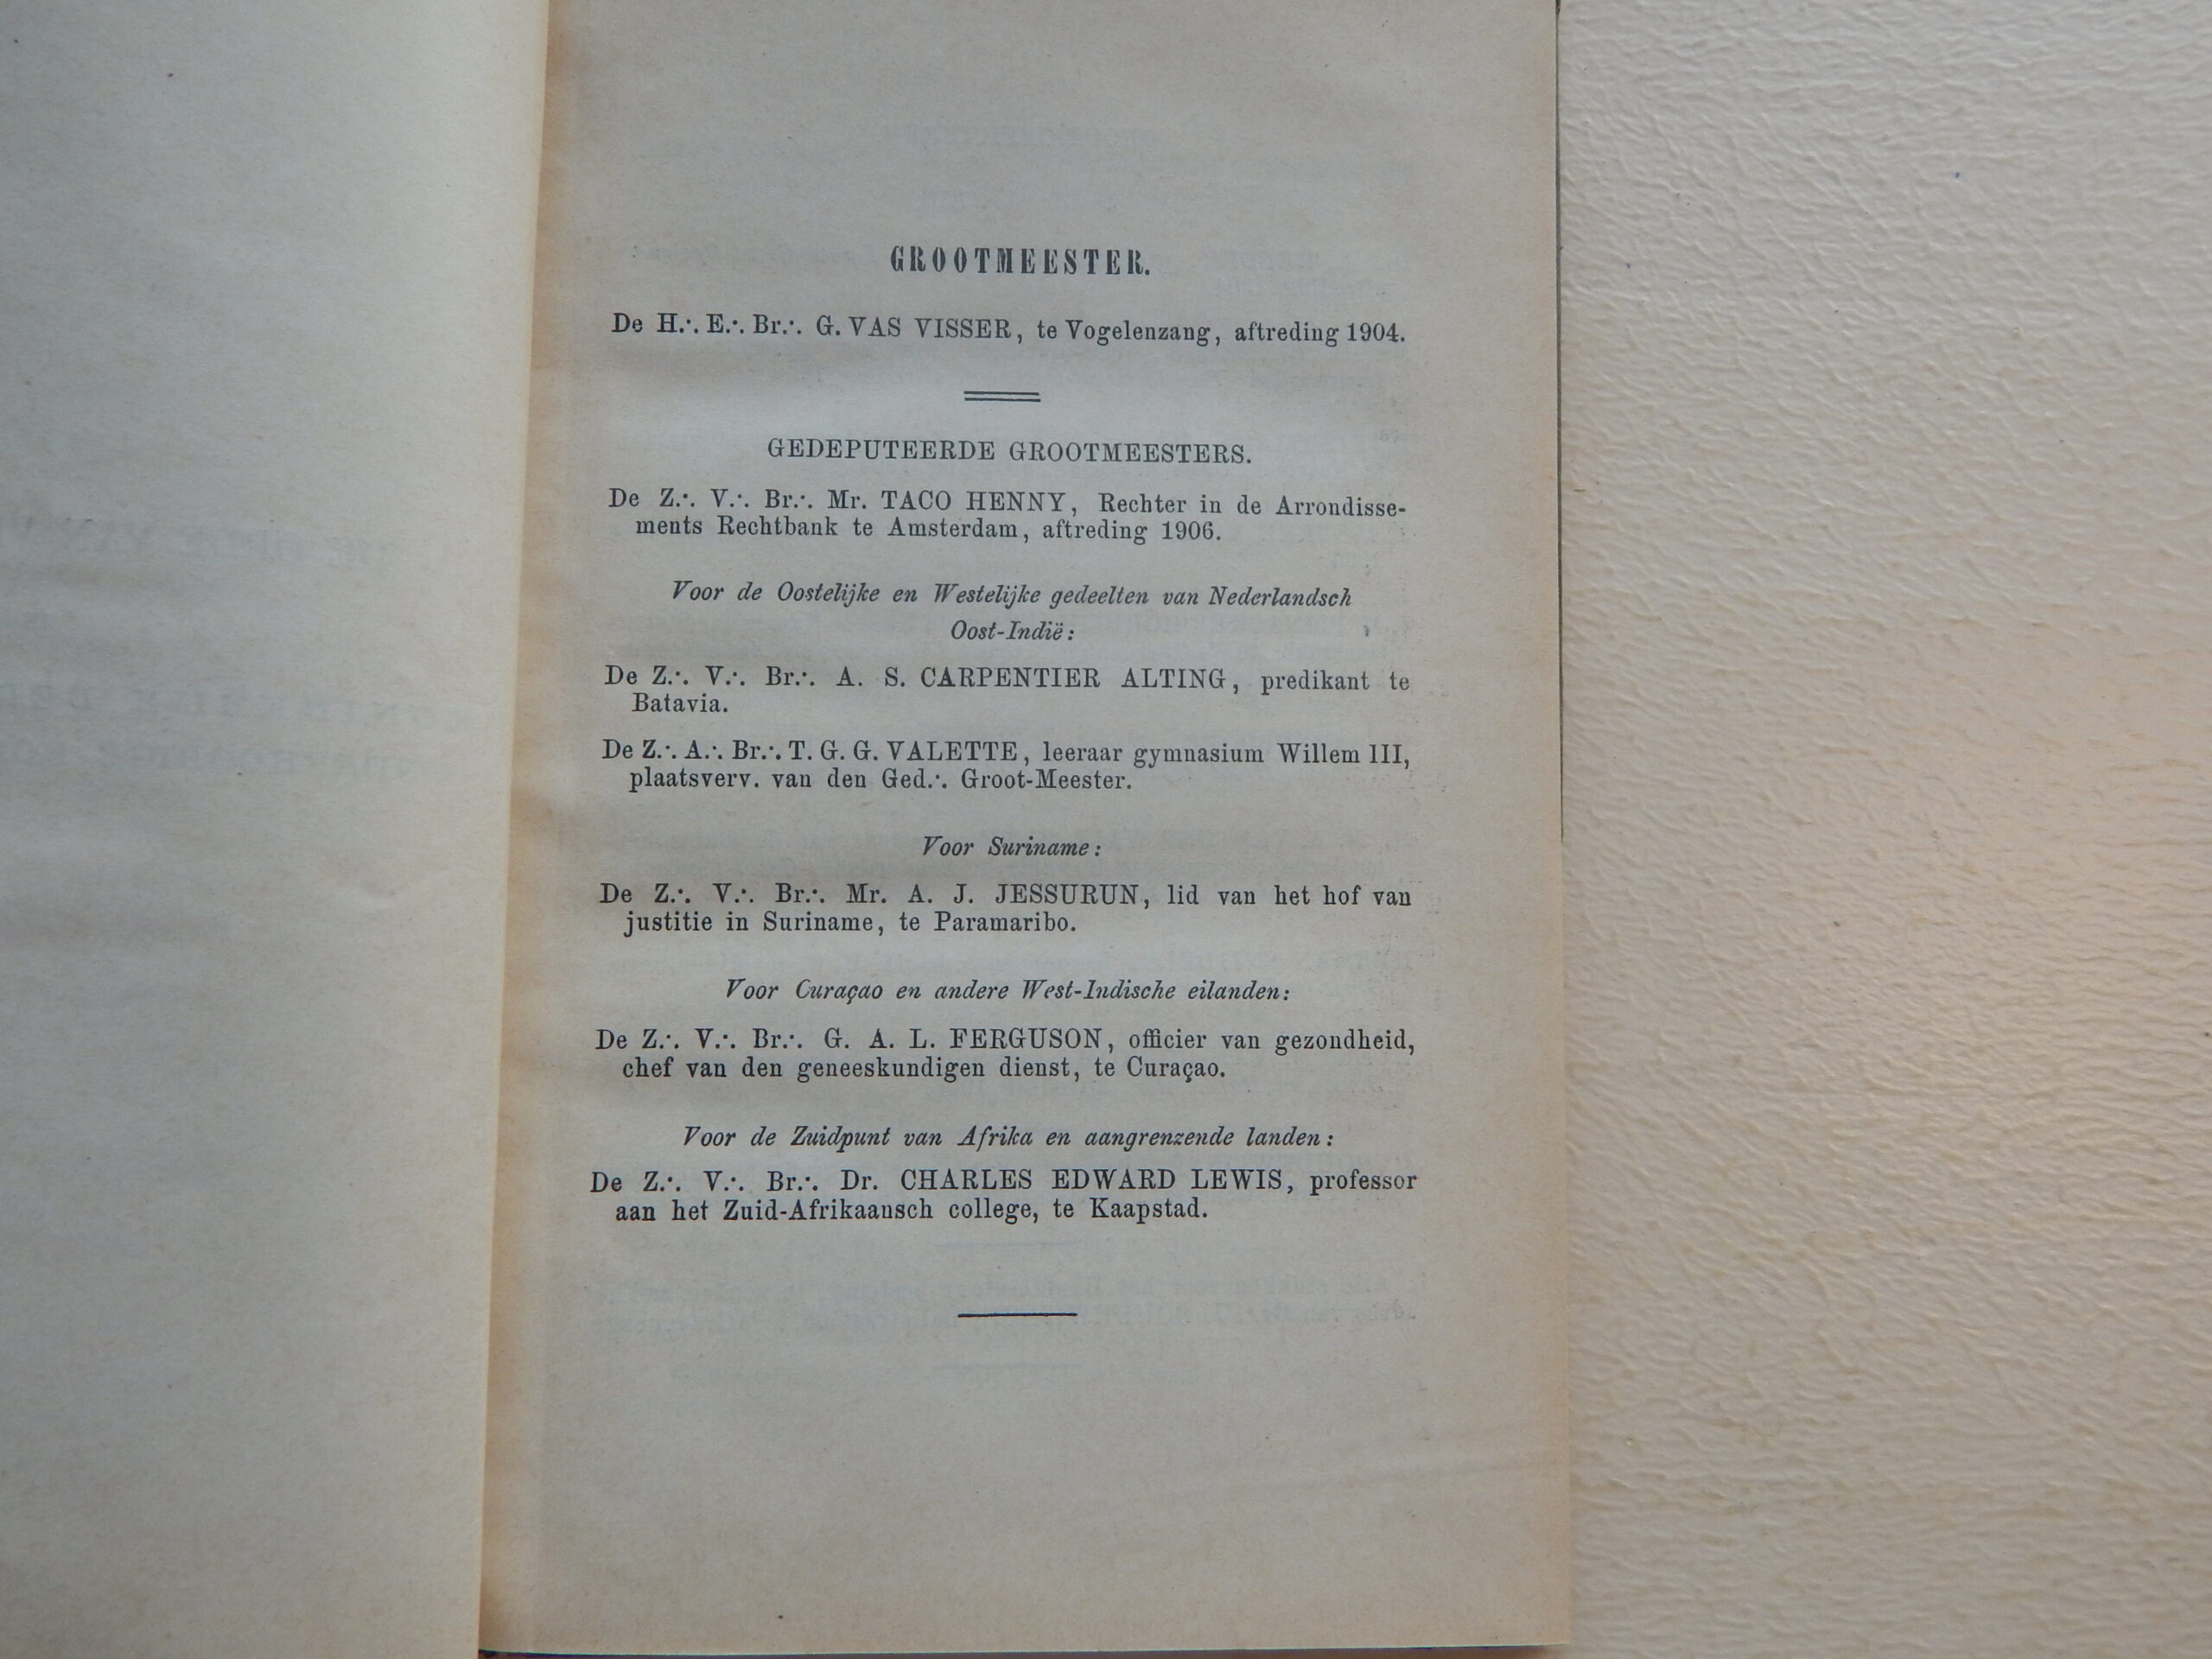 GROOTMEESTER.
De H∴ E∴ Br∴ G. VAS VISSER, te Vogelenzang, aftreding 1904.
GEDEPUTEERDE GROOTMEESTERS.
De Z∴ V∴ Br∴ Mr. TACO HENNY, Rechter in de Arrondisse-
ments Rechtbank te Amsterdam, aftreding 1906.
Voor de Oostelijke en Westelijke gedeelten van Nederlandsch
Oost-Indië:
De Z∴ V∴ Br∴ A. S. CARPENTIER ALTING, predikant te
Batavia.
De Z∴ A∴ Br∴ T. G. G. VALETTE, leeraar gymnasium Willem III,
plaatsverv. van den Ged∴ Groot-Meester.
Voor Suriname:
De Z∴ V∴ Br∴ Mr. A. J. JESSURUN, lid van het hof van
justitie in Suriname, te Paramaribo.
Voor Curaçao en andere West-Indische eilanden:
De Z∴ V∴ Br∴ G. A. L. FERGUSON, officier van gezondheid,
chef van den geneeskundigen dienst, te Curaçao.
Voor de Zuidpunt van Afrika en aangrenzende landen:
De Z∴ V∴ Br∴ Dr. CHARLES EDWARD LEWIS, professor
aan het Zuid-Afrikaansch college, te Kaapstad.